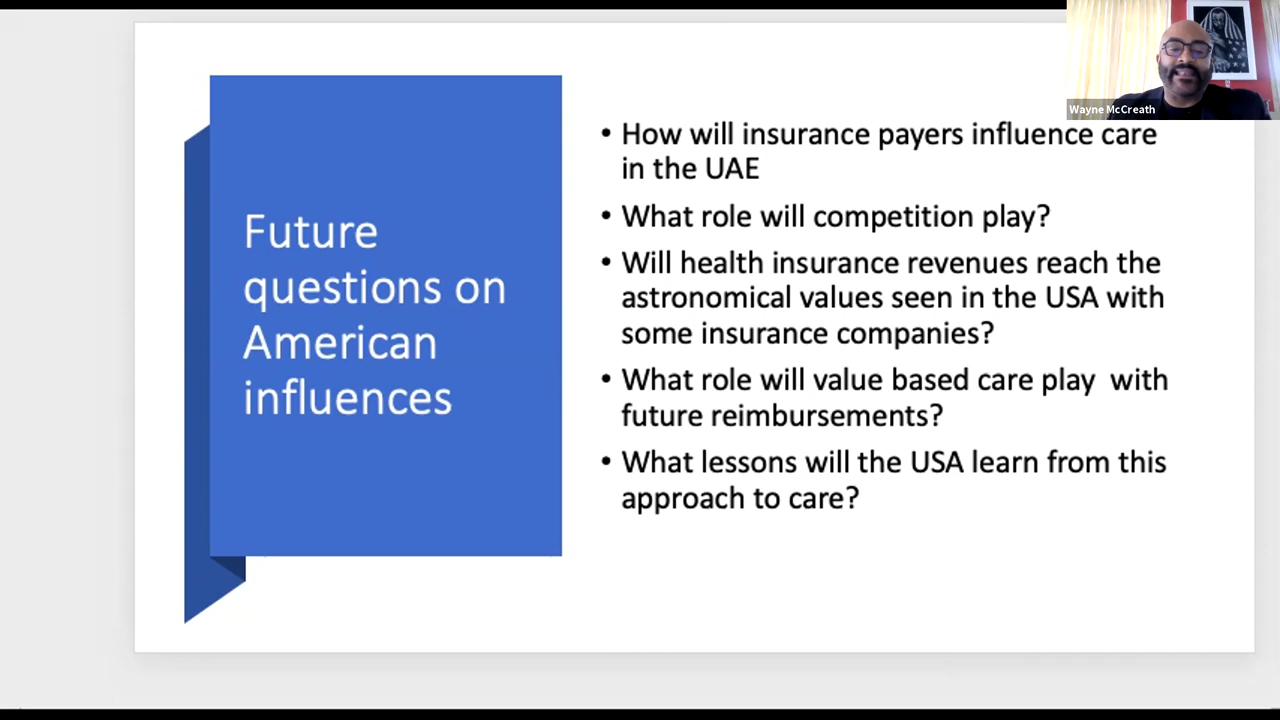 Wayne McCreath
Future
questions on
American
influences
• How will insurance payers influence care
in the UAE
• What role will competition play?
• Will health insurance revenues reach the
astronomical values seen in the USA with
some insurance companies?
• What role will value based care play  with
future reimbursements?
• What lessons will the USA learn from this
approach to care?